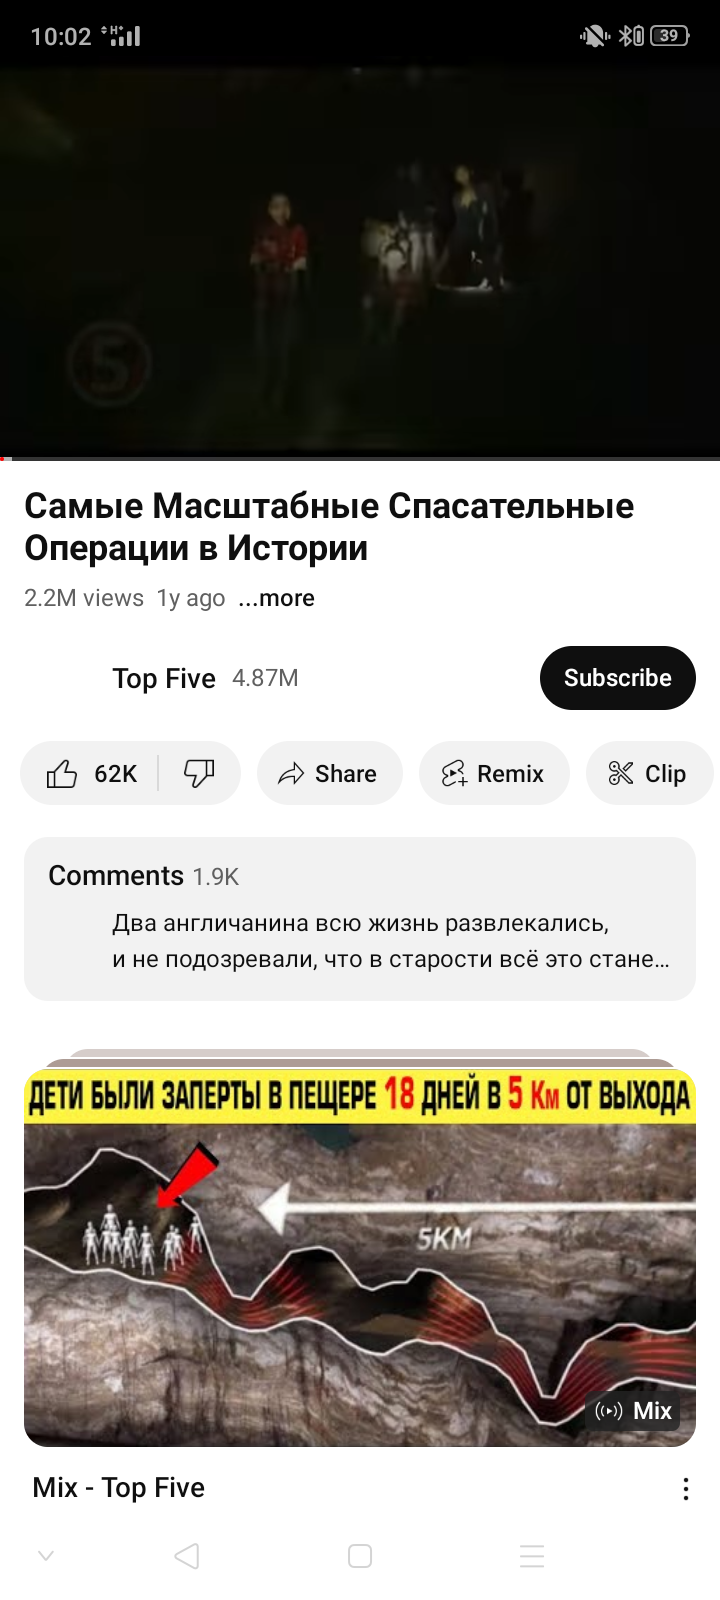 10:02
H+
39
5
Самые Масштабные Спасательные
Операции в Истории
2.2M views 1y ago ...more
Top Five 4.87M
Subscribe
62K
Share
Remix
Clip
Comments 1.9K
Два англичанина всю жизнь развлекались,
и не подозревали, что в старости всё это стане...
ДЕТИ БЫЛИ ЗАПЕРТЫ В ПЕЩЕРЕ 18 ДНЕЙ В 5 Км ОТ ВЫХОДА
5KM
Mix
Mix - Top Five